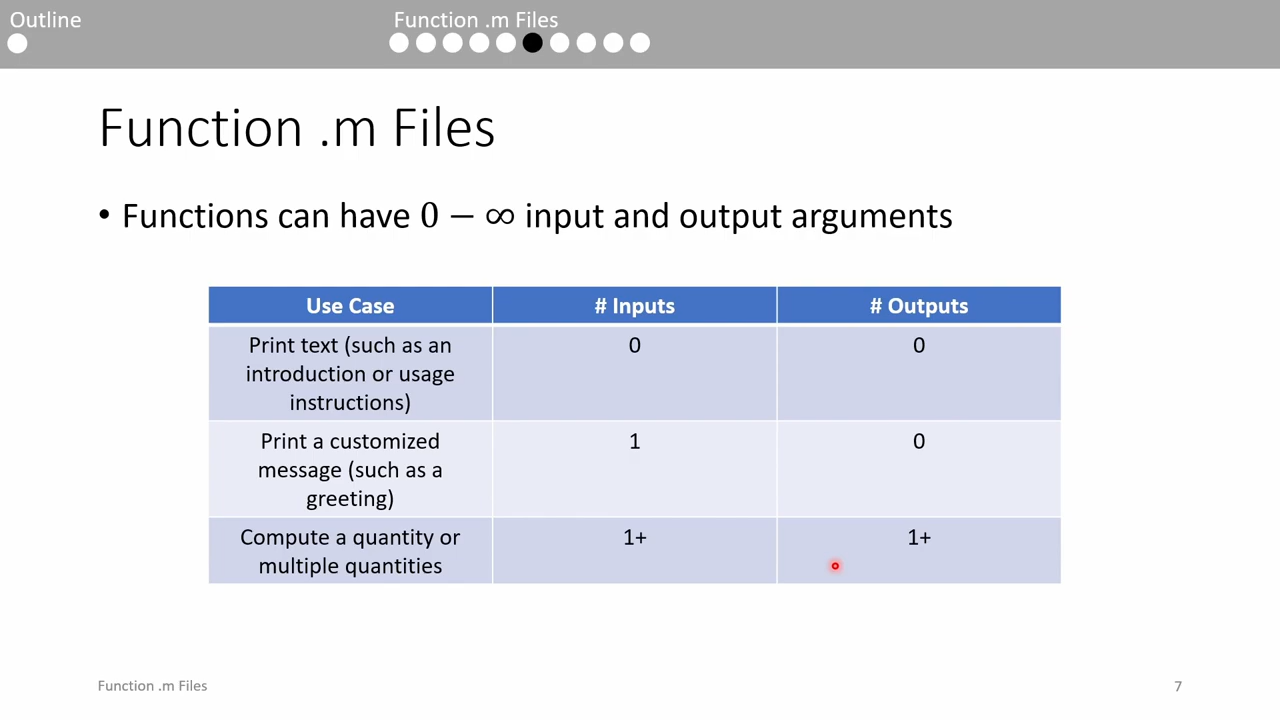 Outline
Function .m Files
Function .m Files
• Functions can have 0 − ∞ input and output arguments
Use Case
# Inputs
# Outputs
Print text (such as an
introduction or usage
instructions)
0
0
Print a customized
message (such as a
greeting)
1
0
Compute a quantity or
multiple quantities
1+
1+
Function .m Files
7